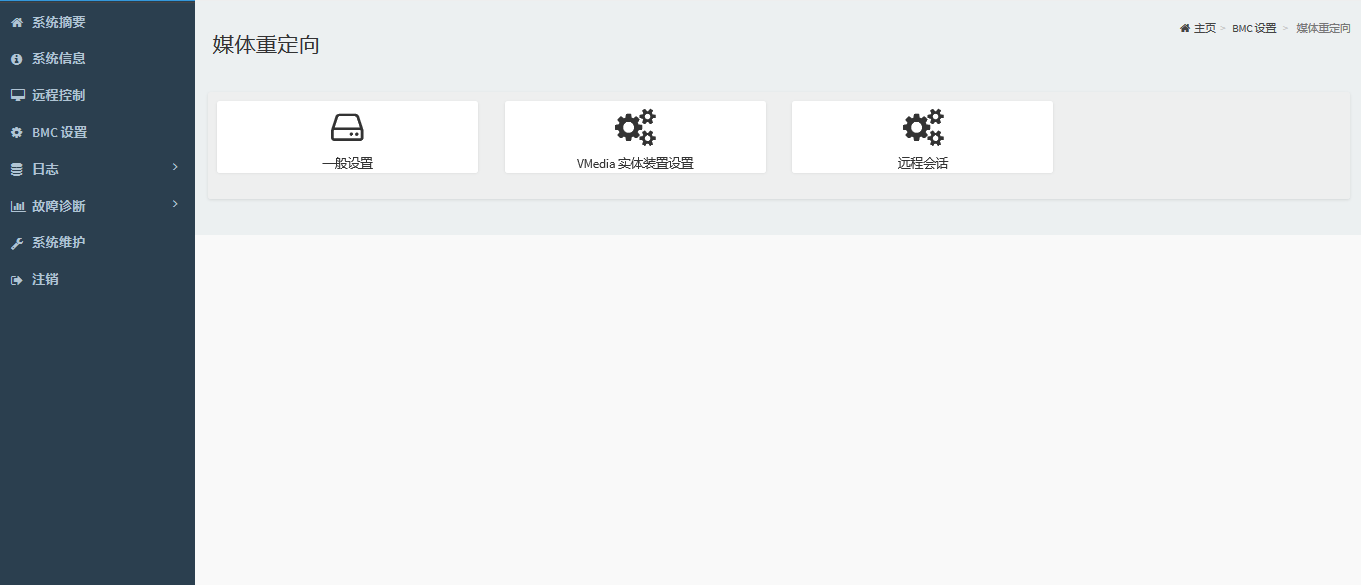 系统摘要
系统信息
远程控制
BMC 设置
日志
故障诊断
系统维护
注销
媒体重定向
主页 > BMC 设置 > 媒体重定向
一般设置
VMedia 实体装置设置
远程会话